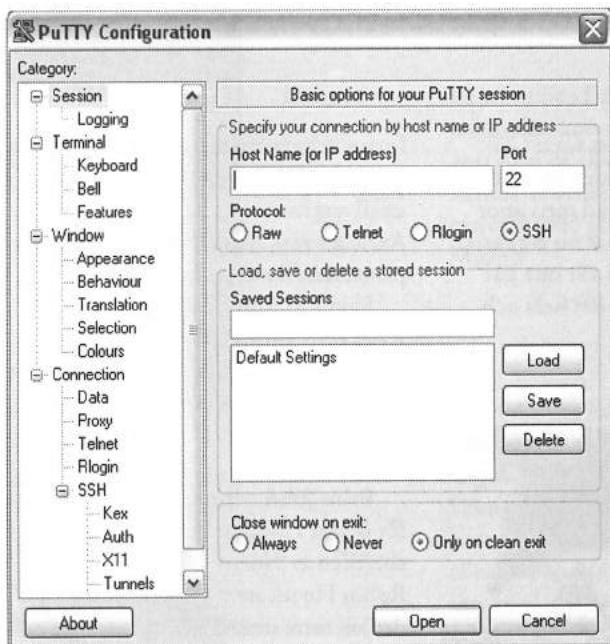 PuTTY Configuration
Category:
Session
Logging
Terminal
Keyboard
Bell
Features
Window
Appearance
Behaviour
Translation
Selection
Colours
Connection
Data
Proxy
Telnet
Rlogin
SSH
Kex
Auth
X11
Tunnels
Basic options for your PuTTY session
Specify your connection by host name or IP address
Host Name (or IP address) Port
22
Protocol:
Raw Telnet Rlogin SSH
Load, save or delete a stored session
Saved Sessions
Default Settings
Load
Save
Delete
Close window on exit:
Always Never Only on clean exit
About Open Cancel